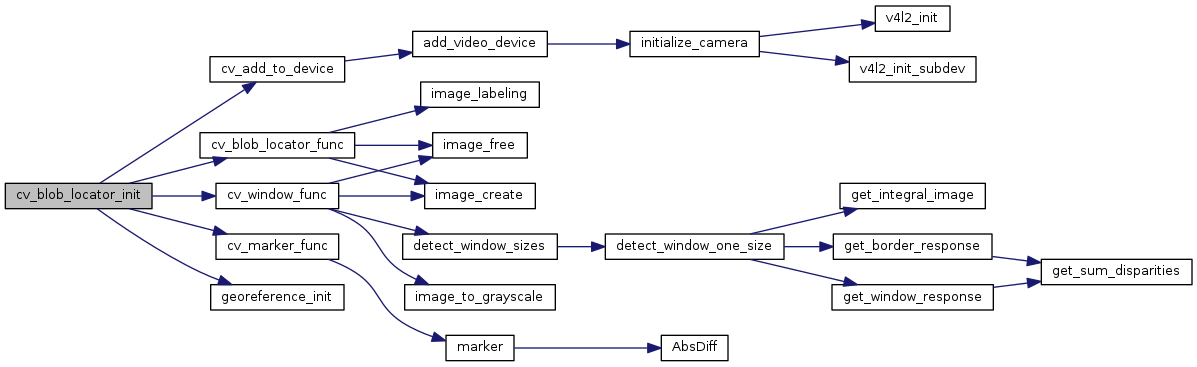 v4l2_init
add_video_device
initialize_camera
cv_add_to_device
v4l2_init_subdev
image_labeling
cv_blob_locator_func
image_free
cv_blob_locator_init
cv_window_func
image_create
get_integral_image
cv_marker_func
detect_window_sizes
detect_window_one_size
get_border_response
get_sum_disparities
georeference_init
image_to_grayscale
get_window_response
marker
AbsDiff